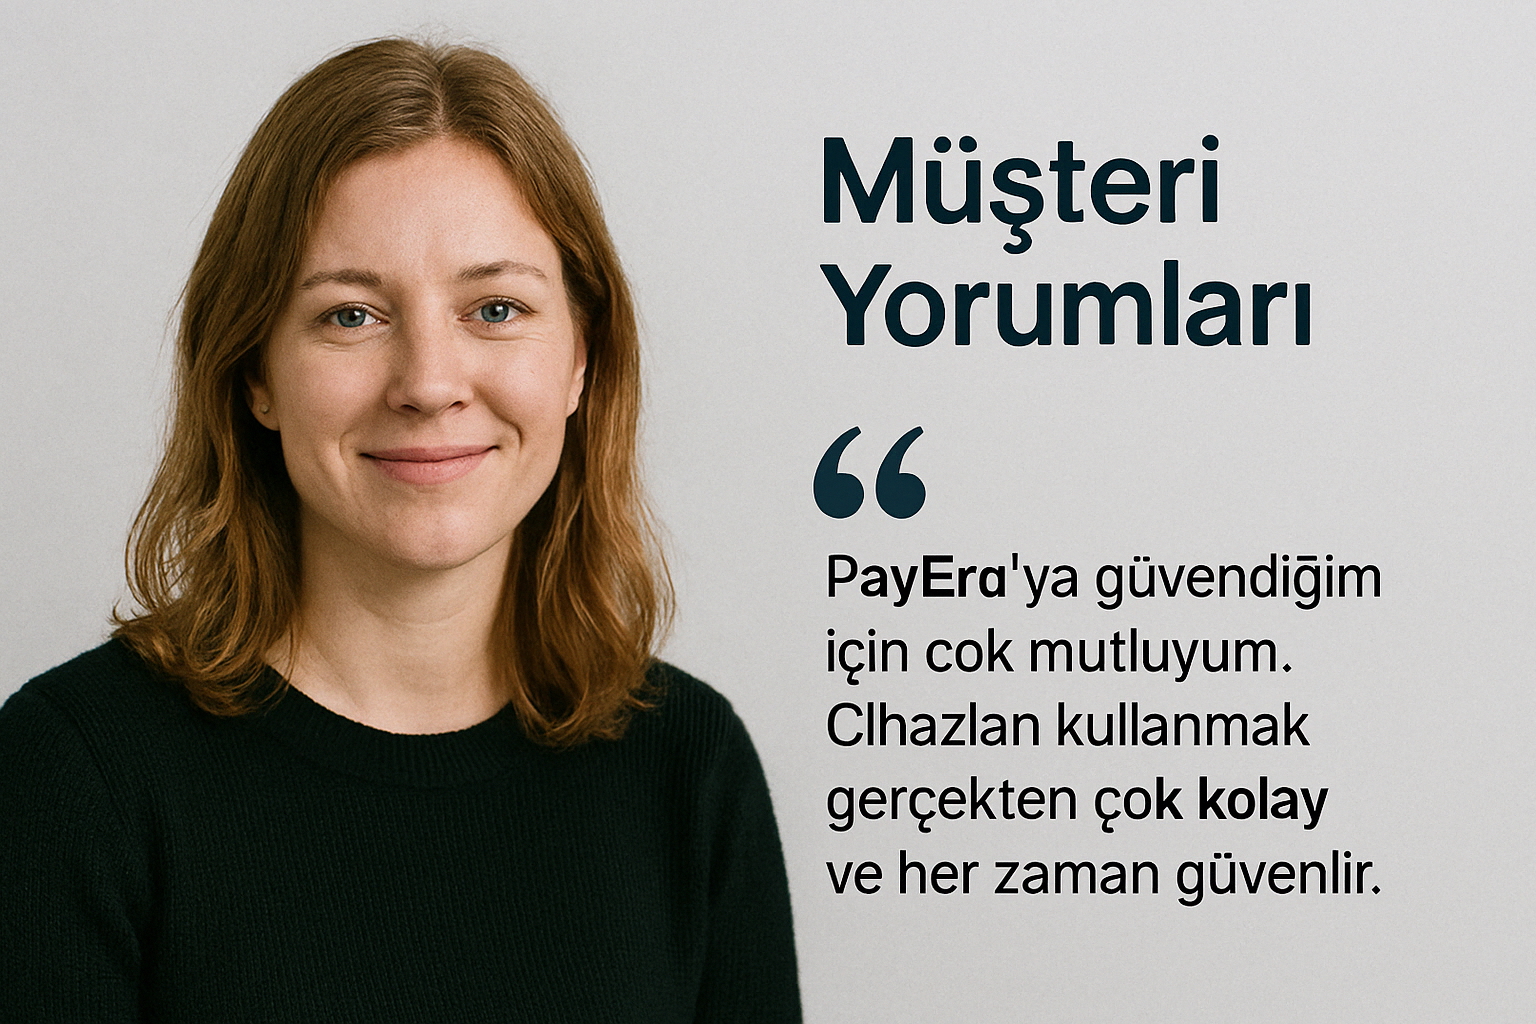 Müşteri
Yorumları
“
PayEra'ya güvendiğim
için cok mutluyum.
Clhazlan kullanmak
gerçekten çok kolay
ve her zaman güvenlir.